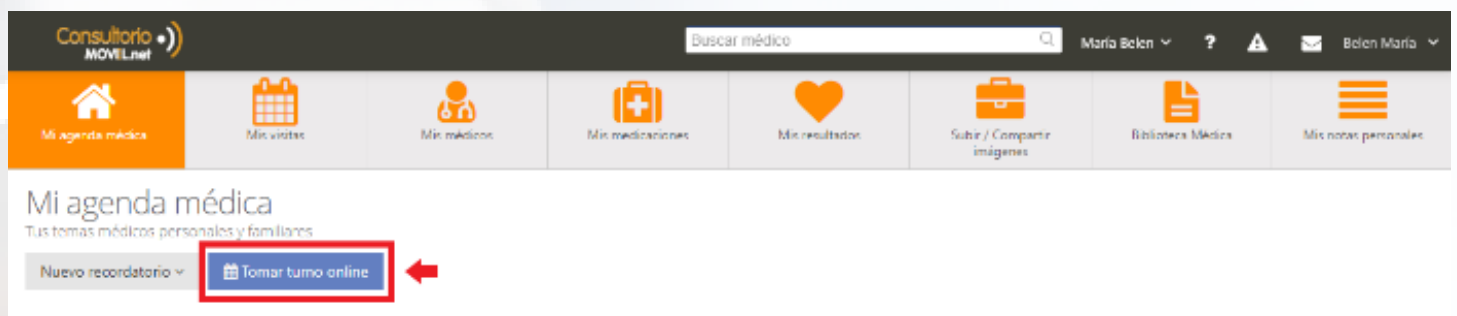 Consultorio
MOVIL.net
Buscar médico
María Belen
?
Belen María
Mi agenda médica
Mis visitas
Mis médicos
Mis medicaciones
Mis resultados
Subir / Compartir
imágenes
Biblioteca Médica
Mis notas personales
Mi agenda médica
Tus temas médicos personales y familiares
Nuevo recordatorio
Tomar turno online